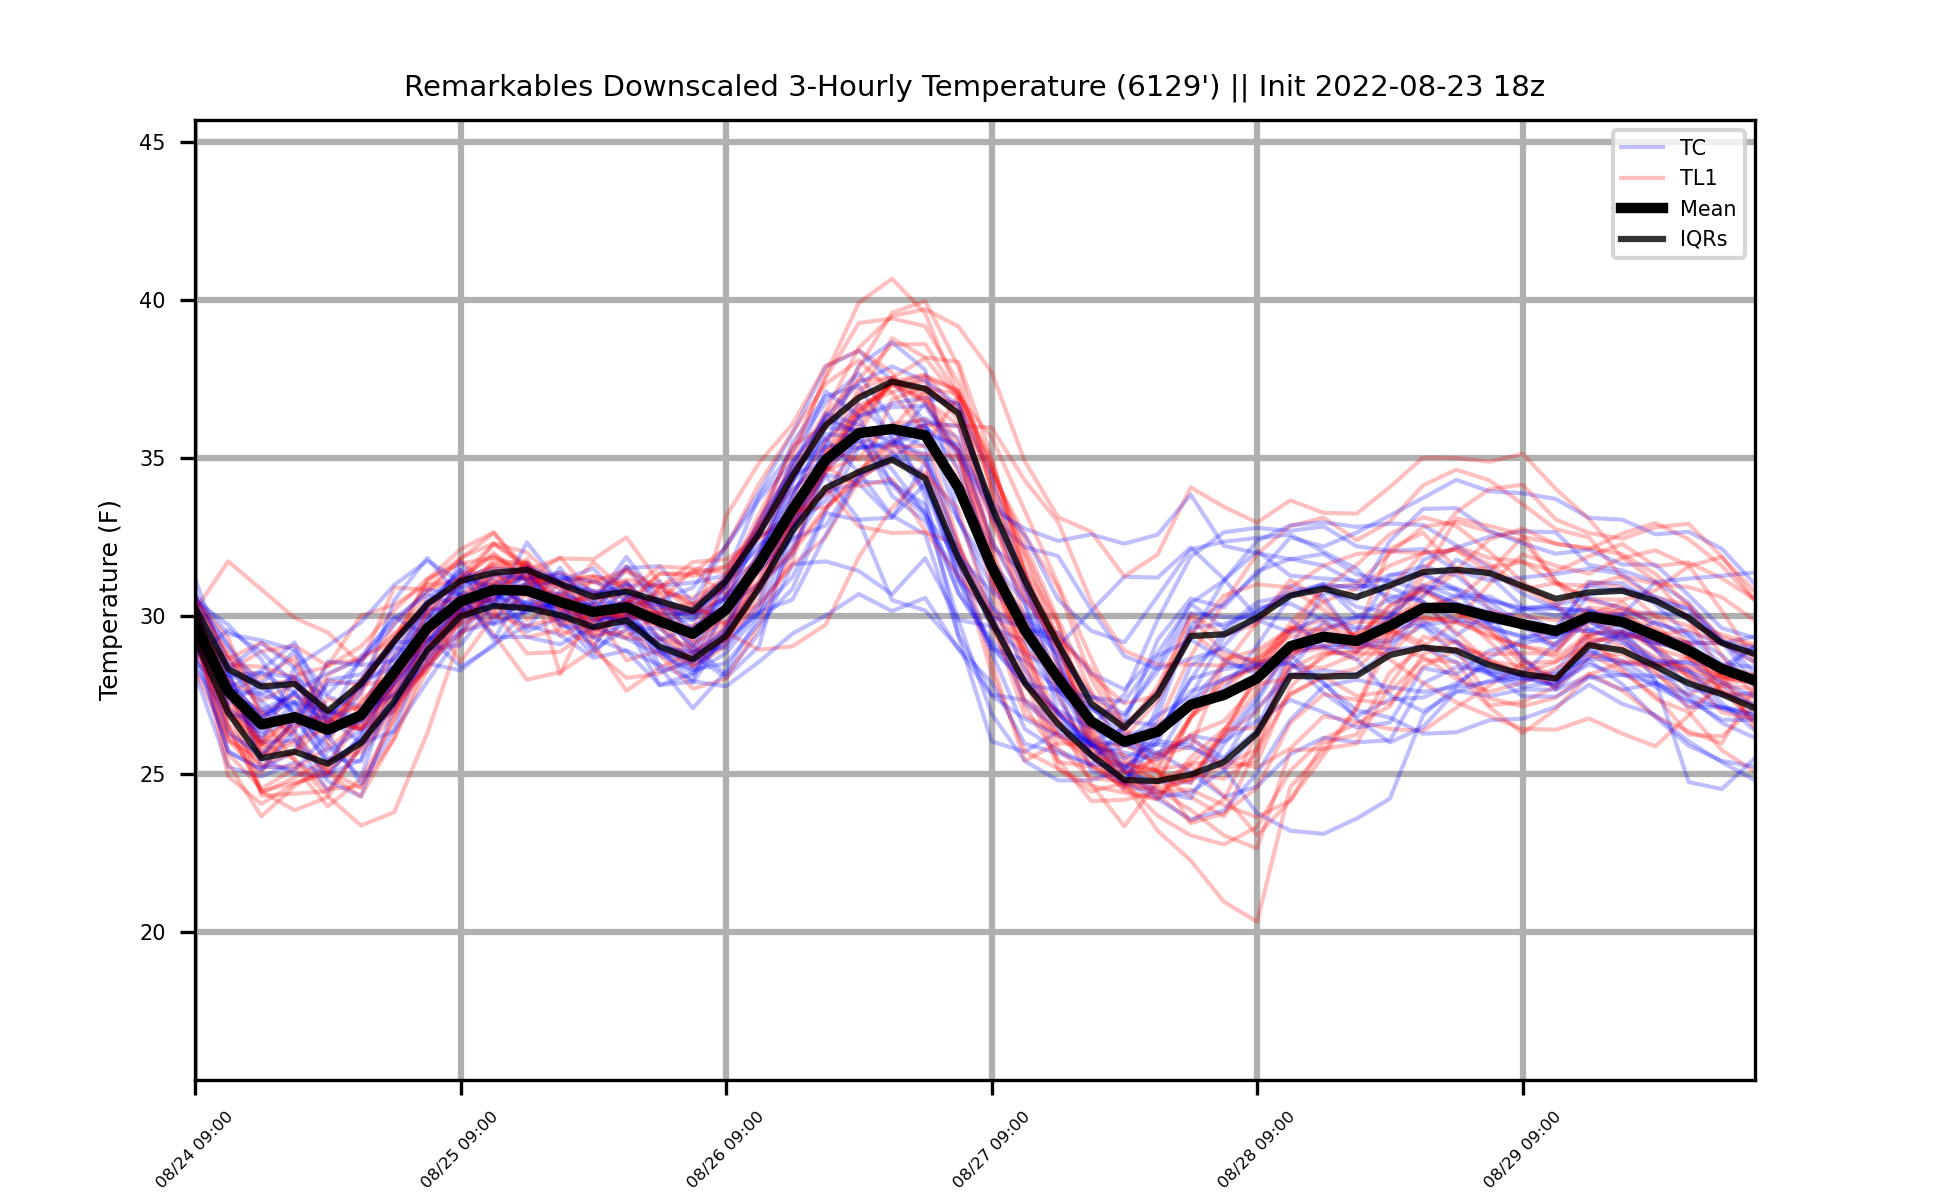 Remarkables Downscaled 3-Hourly Temperature (6129') || Init 2022-08-23 18z
TC
TL1
Mean
IQRs
Temperature (F)
45
40
35
30
25
20
08/24 09:00
08/25 09:00
08/26 09:00
08/27 09:00
08/28 09:00
08/29 09:00